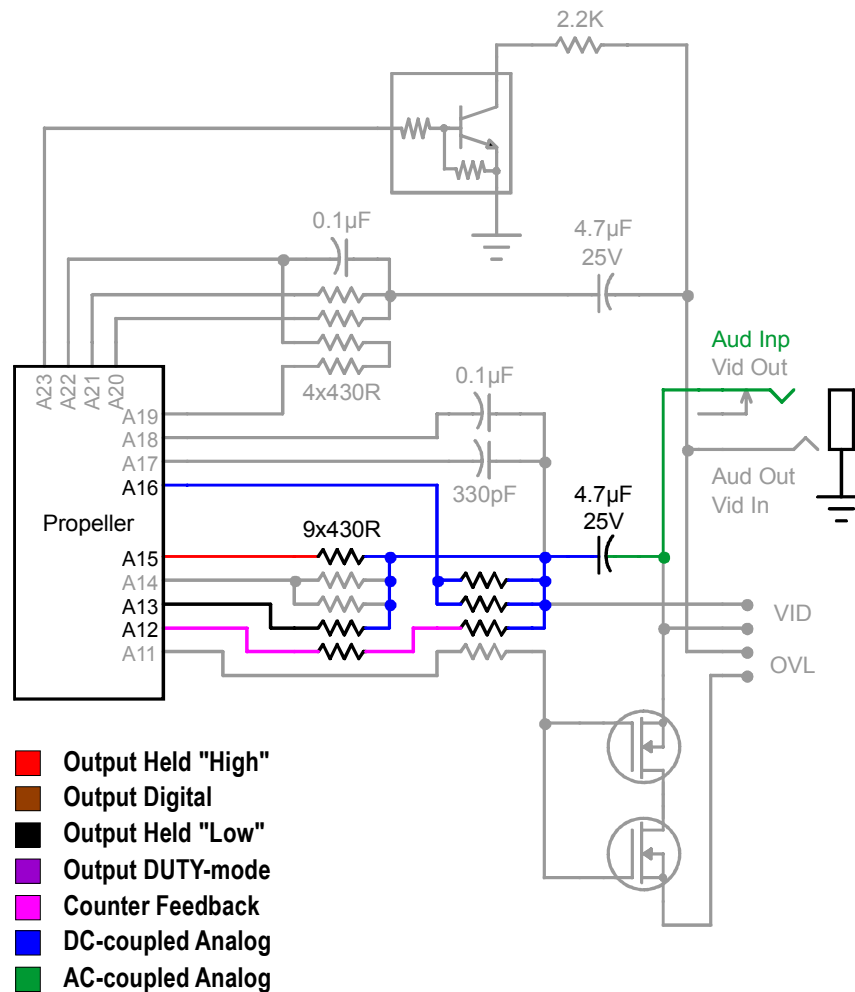 2.2K
0.1µF
4.7µF
25V
Aud Inp
Vid Out
A23
A22
A21
A20
4x430R
A19
A18
A17
A16
0.1µF
330pF
4.7µF
25V
Aud Out
Vid In
Propeller
9x430R
A15
A14
A13
A12
A11
VID
OVL
Output Held "High"
Output Digital
Output Held "Low"
Output DUTY-mode
Counter Feedback
DC-coupled Analog
AC-coupled Analog